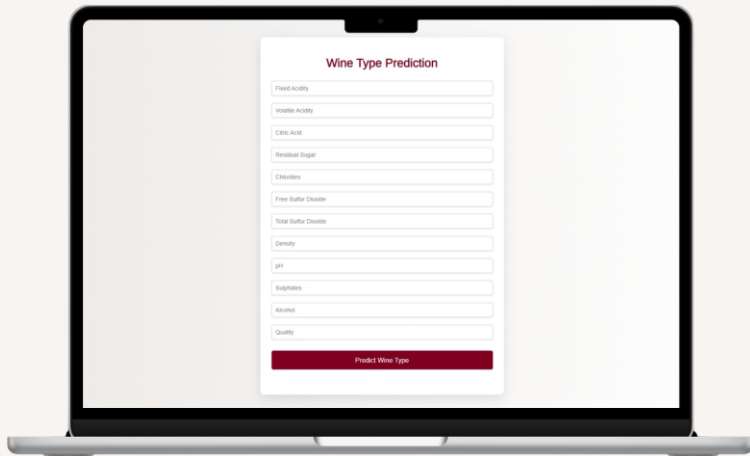 Wine Type Prediction
Fixed Acidity
Volatile Acidity
Citric Acid
Residual Sugar
Chlorides
Free Sulfur Dioxide
Total Sulfur Dioxide
Density
pH
Sulphates
Alcohol
Quality
Predict Wine Type